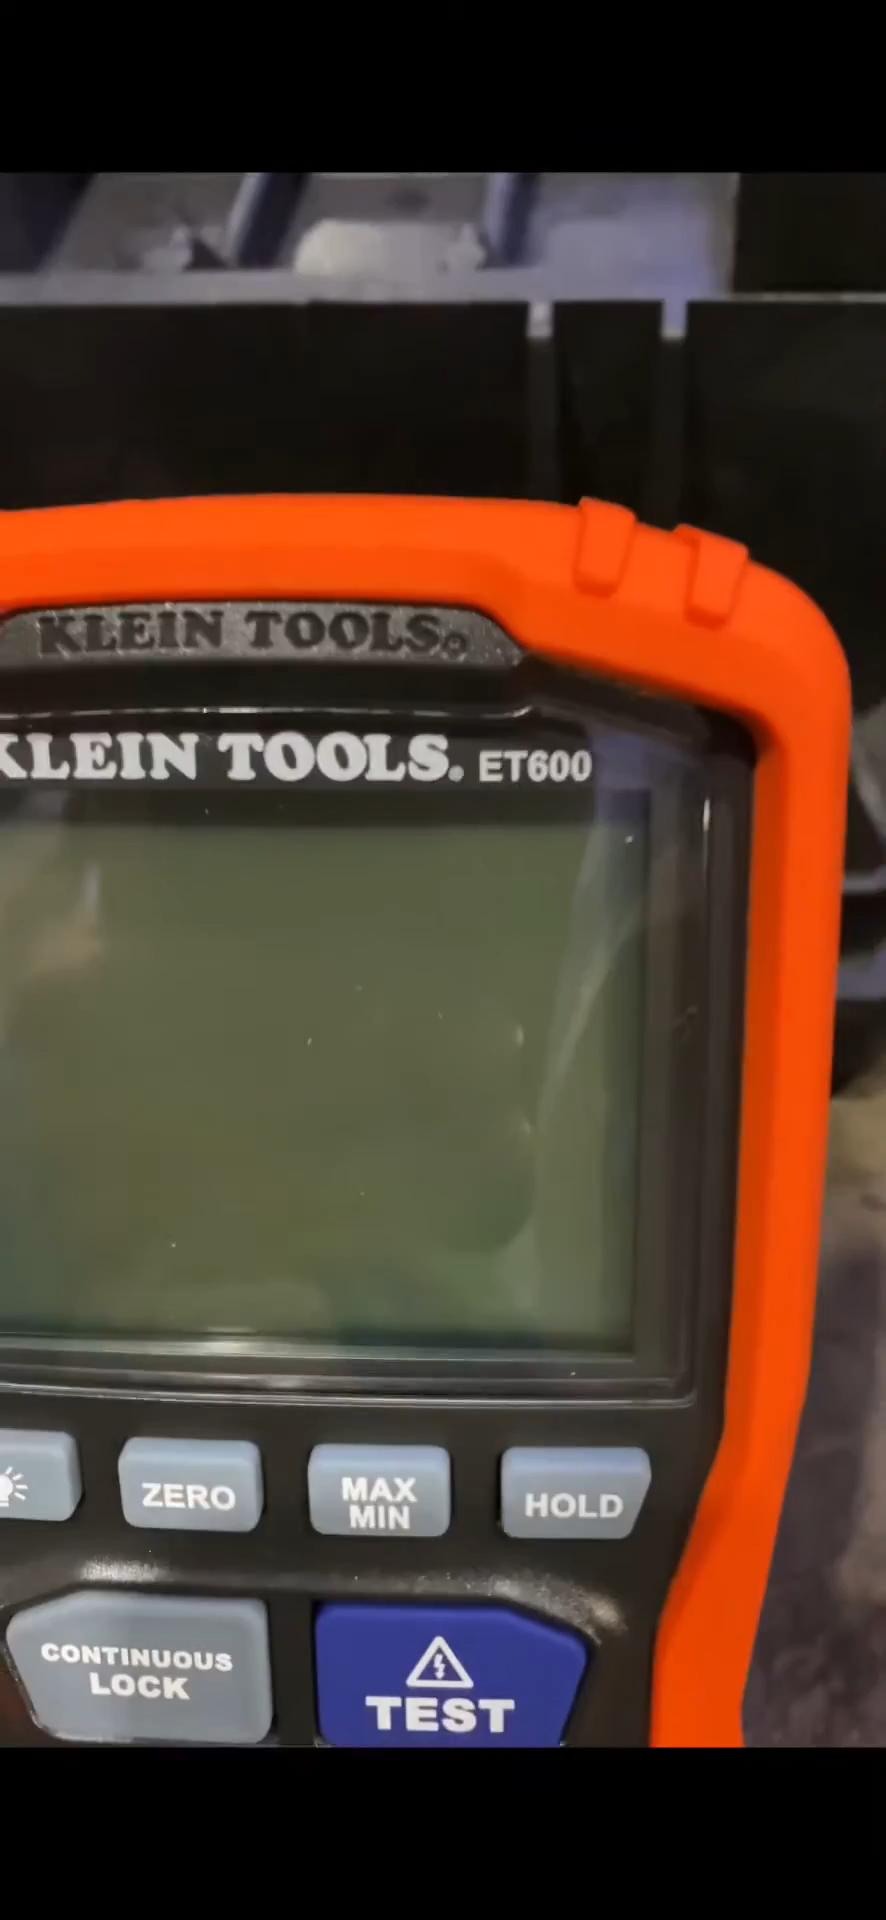 KLEIN TOOLS®
KLEIN TOOLS® ET600
ZERO
MAX
MIN
HOLD
CONTINUOUS
LOCK
TEST